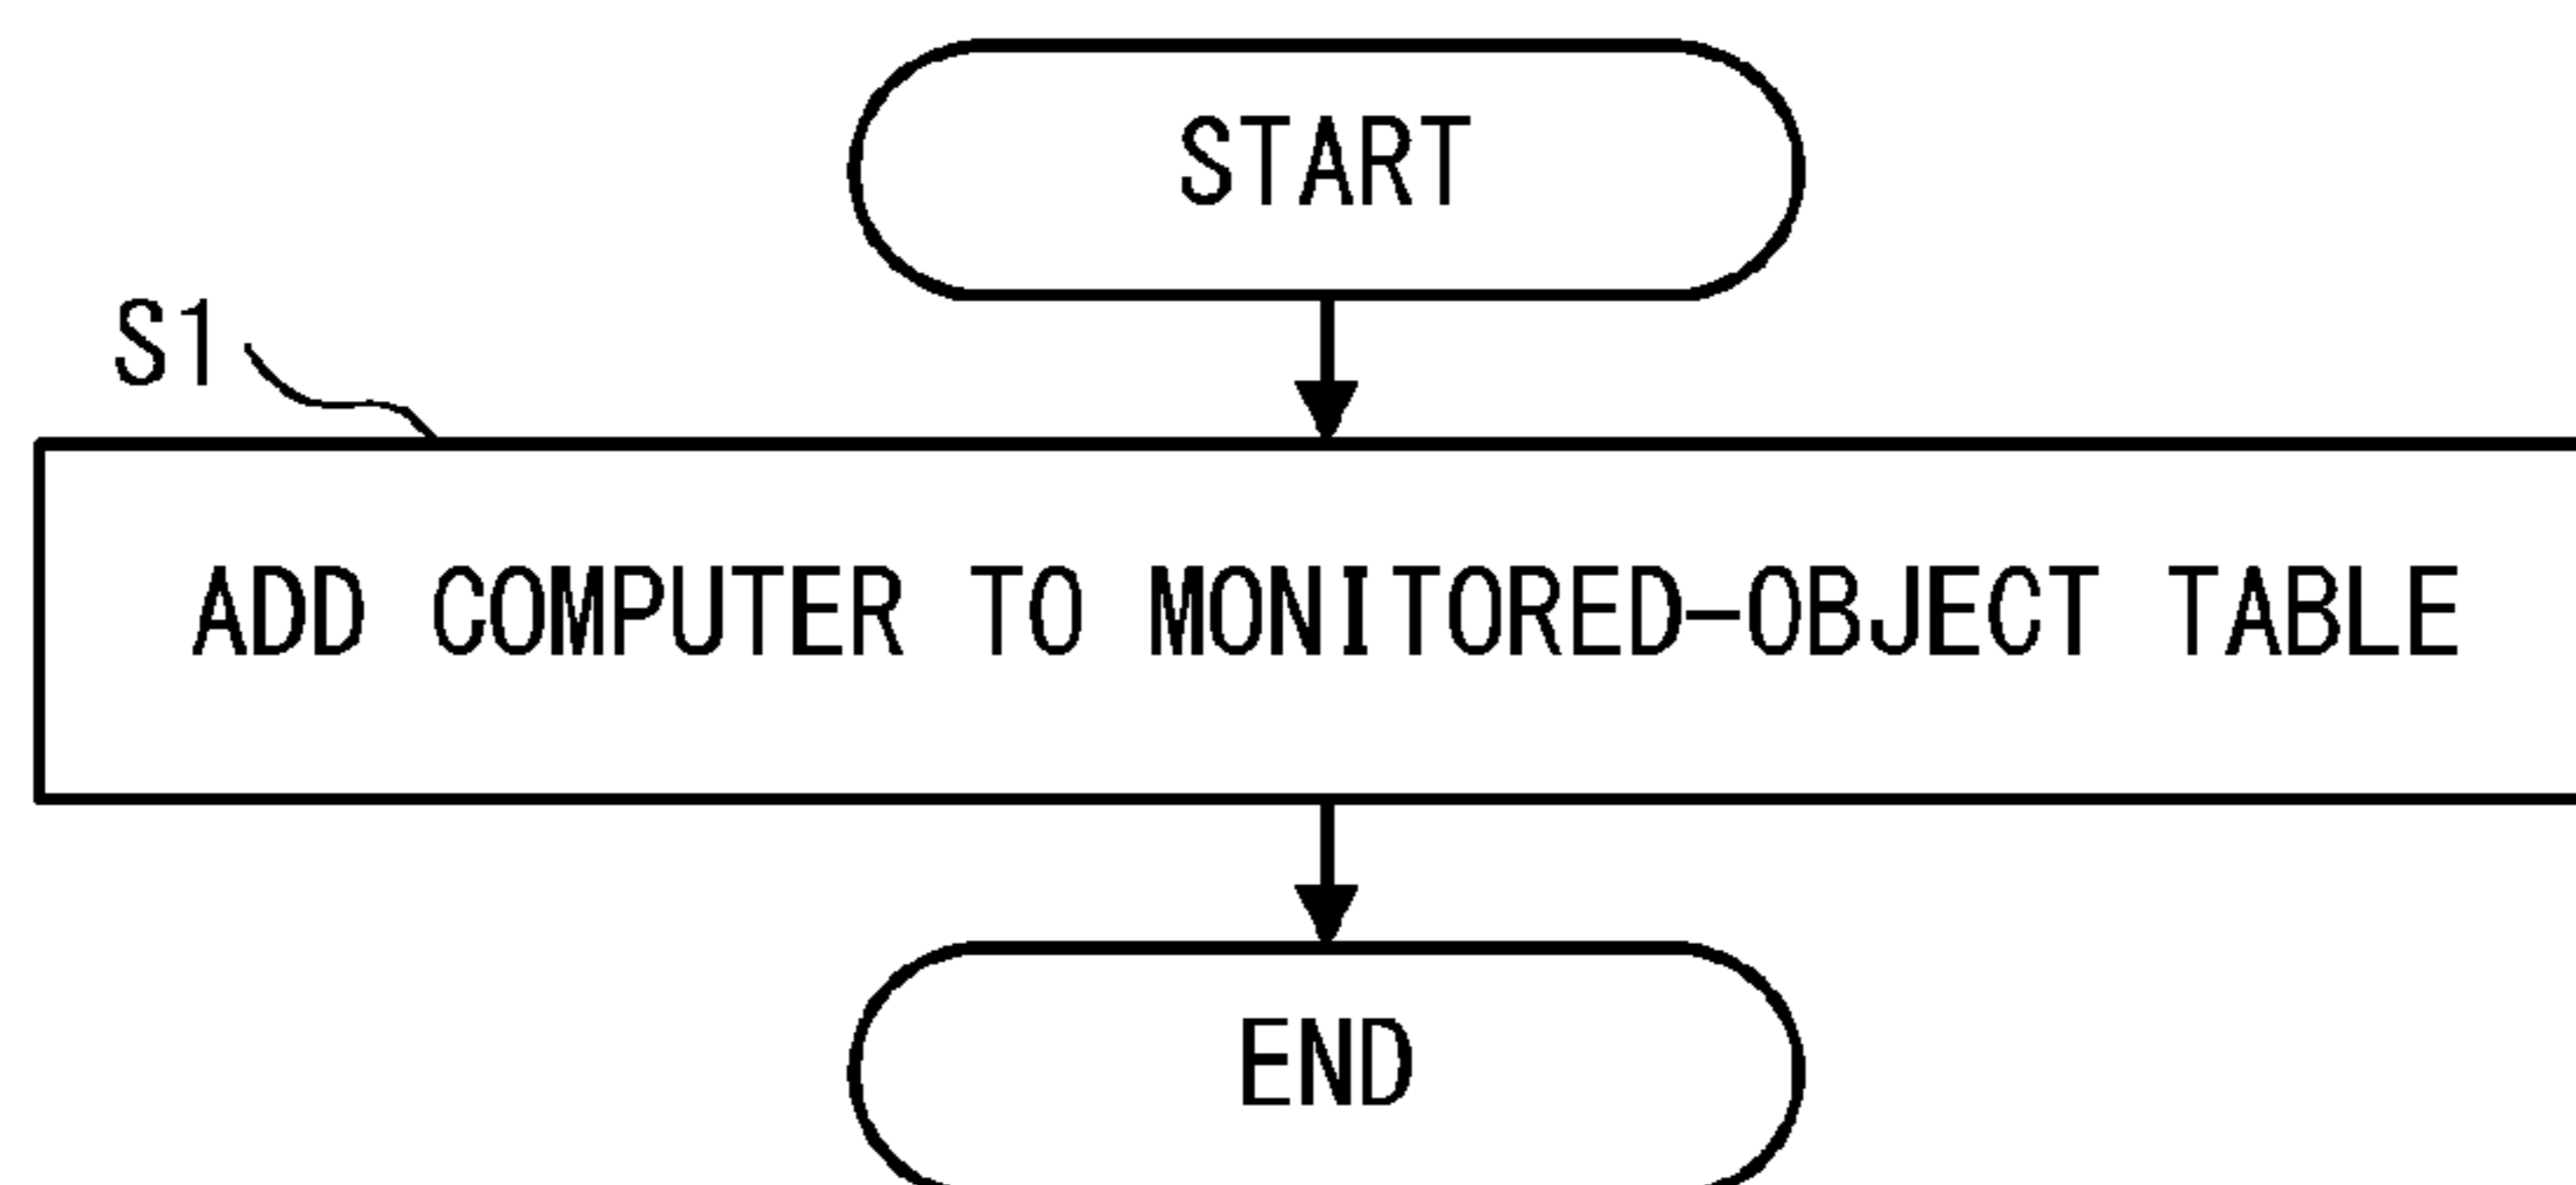 START
S1
ADD COMPUTER TO MONITORED-OBJECT TABLE
END